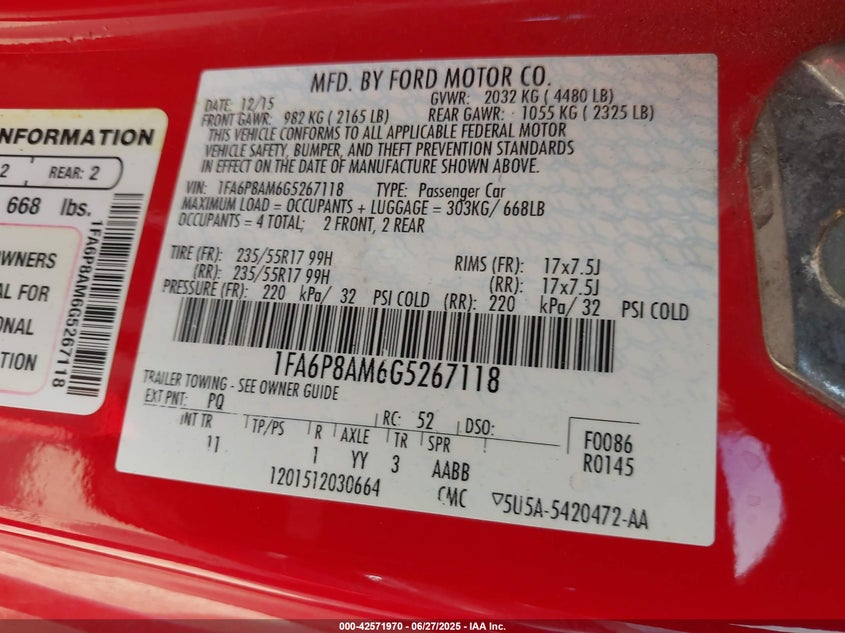 NFORMATION
2
REAR: 2
668 lbs.
WNERS
AL FOR
ONAL
1FA6P8AM6G5267118
MFD. BY FORD MOTOR CO.
DATE: 12/15 GVWR: 2032 KG ( 4480 LB)
FRONT GAWR: 982 KG ( 2165 LB) REAR GAWR: 1055 KG ( 2325 LB)
THIS VEHICLE CONFORMS TO ALL APPLICABLE FEDERAL MOTOR
VEHICLE SAFETY, BUMPER, AND THEFT PREVENTION STANDARDS
IN EFFECT ON THE DATE OF MANUFACTURE SHOWN ABOVE.
VIN: 1FA6P8AM6G5267118 TYPE: Passenger Car
MAXIMUM LOAD = OCCUPANTS + LUGGAGE = 303KG/ 668LB
OCCUPANTS = 4 TOTAL; 2 FRONT, 2 REAR
TIRE (FR): 235/55R17 99H RIMS (FR): 17x7.5J
(RR): 235/55R17 99H (RR): 17x7.5J
PRESSURE (FR): 220 kPa/ 32 PSI COLD (RR): 220 kPa/ 32 PSI COLD
1FA6P8AM6G5267118
TRAILER TOWING - SEE OWNER GUIDE
EXT PNT: PQ RC: 52 DSO:
INT TR TP/PS R AXLE TR SPR F0086
11 1 YY 3 AABB R0145
1201512030664 CMC ▽5U5A-5420472-AA
000-42571970 | 06/27/2025 - IAA Inc.